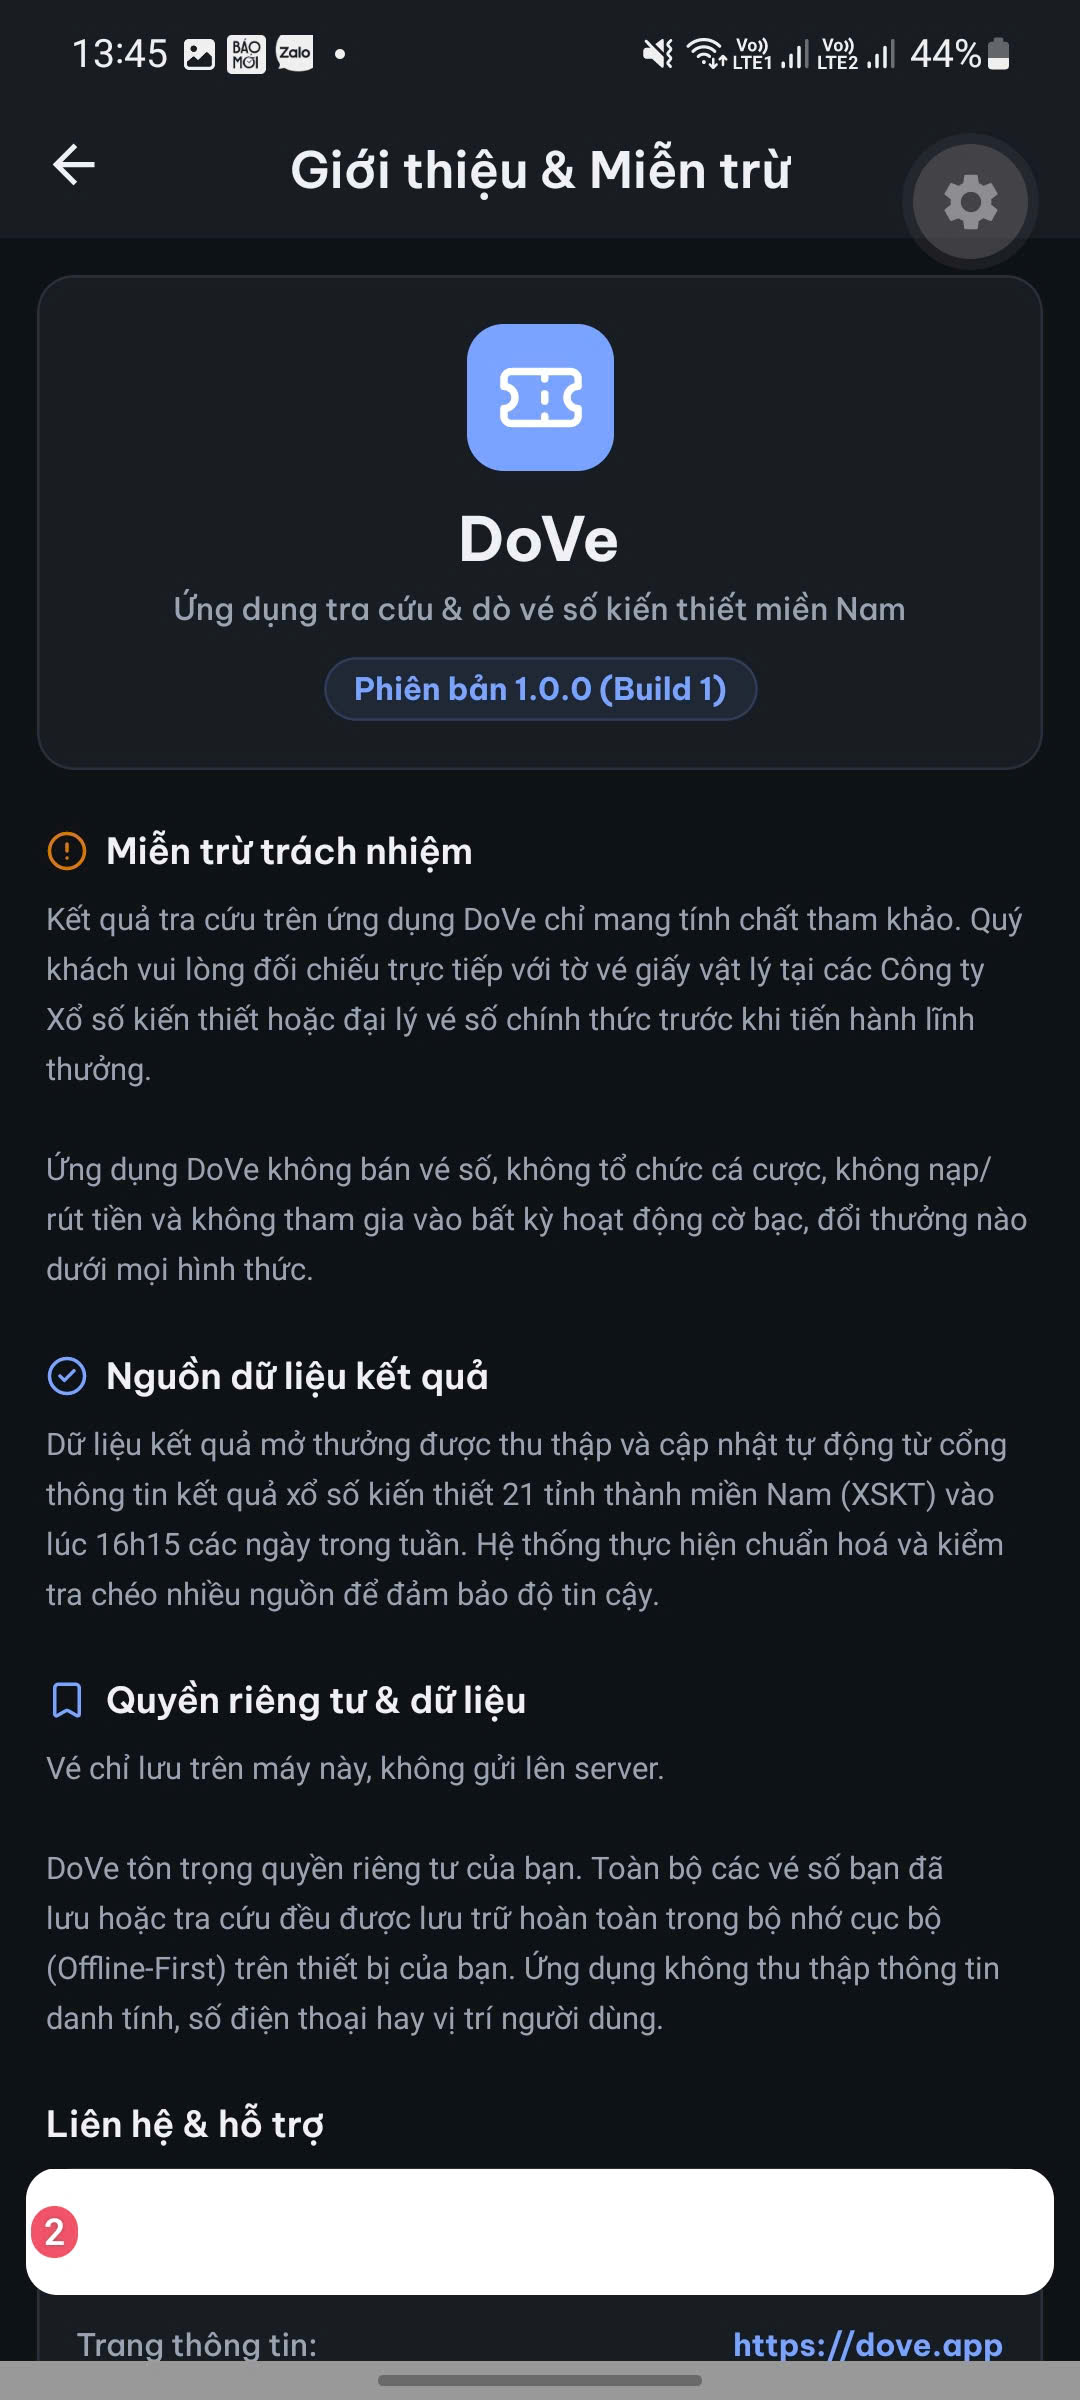 13:45 BÁO MỚI Zalo Vo)) LTE1 Vo)) LTE2 44%
Giới thiệu & Miễn trừ
DoVe
Ứng dụng tra cứu & dò vé số kiến thiết miền Nam
Phiên bản 1.0.0 (Build 1)
Miễn trừ trách nhiệm
Kết quả tra cứu trên ứng dụng DoVe chỉ mang tính chất tham khảo. Quý
khách vui lòng đối chiếu trực tiếp với tờ vé giấy vật lý tại các Công ty
Xổ số kiến thiết hoặc đại lý vé số chính thức trước khi tiến hành lĩnh
thưởng.
Ứng dụng DoVe không bán vé số, không tổ chức cá cược, không nạp/
rút tiền và không tham gia vào bất kỳ hoạt động cờ bạc, đổi thưởng nào
dưới mọi hình thức.
Nguồn dữ liệu kết quả
Dữ liệu kết quả mở thưởng được thu thập và cập nhật tự động từ cổng
thông tin kết quả xổ số kiến thiết 21 tỉnh thành miền Nam (XSKT) vào
lúc 16h15 các ngày trong tuần. Hệ thống thực hiện chuẩn hoá và kiểm
tra chéo nhiều nguồn để đảm bảo độ tin cậy.
Quyền riêng tư & dữ liệu
Vé chỉ lưu trên máy này, không gửi lên server.
DoVe tôn trọng quyền riêng tư của bạn. Toàn bộ các vé số bạn đã
lưu hoặc tra cứu đều được lưu trữ hoàn toàn trong bộ nhớ cục bộ
(Offline-First) trên thiết bị của bạn. Ứng dụng không thu thập thông tin
danh tính, số điện thoại hay vị trí người dùng.
Liên hệ & hỗ trợ
2
Trang thông tin: https://dove.app